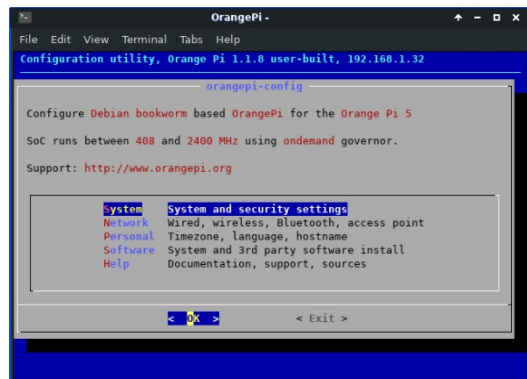 OrangePi -
File Edit View Terminal Tabs Help
Configuration utility, Orange Pi 1.1.8 user-built, 192.168.1.32
orangepi-config
Configure Debian bookworm based OrangePi for the Orange Pi 5
SoC runs between 408 and 2400 MHz using ondemand governor.
Support: http://www.orangepi.org
System System and security settings
Network Wired, wireless, Bluetooth, access point
Personal Timezone, language, hostname
Software System and 3rd party software install
Help Documentation, support, sources
< OK > < Exit >